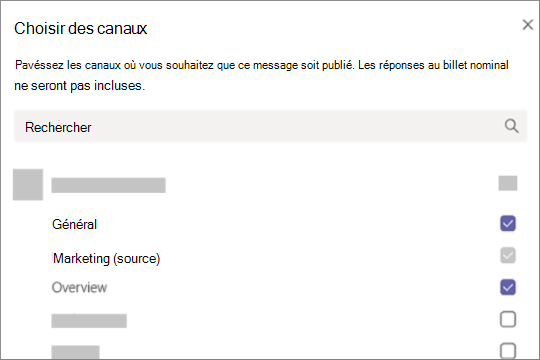 Choisir des canaux
Pavéssez les canaux où vous souhaitez que ce message soit publié. Les réponses au billet nominal
ne seront pas incluses.
Rechercher
Général
Marketing (source)
Overview